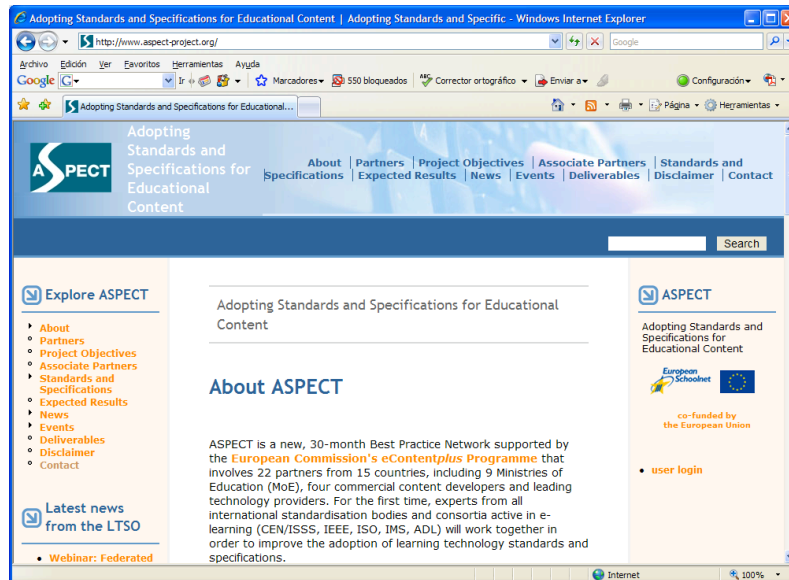 Adopting Standards and Specifications for Educational Content | Adopting Standards and Specific - Windows Internet Explorer
http://www.aspect-project.org/
Google
Archivo Edición Ver Favoritos Herramientas Ayuda
Google G Ir Marcadores 550 bloqueados ABC Corrector ortográfico Enviar a Configuración
Adopting Standards and Specifications for Educational...
Página Herramientas
ASPECT
Adopting
Standards and
Specifications for
Educational
Content
About | Partners | Project Objectives | Associate Partners | Standards and
Specifications | Expected Results | News | Events | Deliverables | Disclaimer | Contact
Search
Explore ASPECT
About
Partners
Project Objectives
Associate Partners
Standards and
Specifications
Expected Results
News
Events
Deliverables
Disclaimer
Contact
Latest news
from the LTSO
Webinar: Federated
Adopting Standards and Specifications for Educational
Content
About ASPECT
ASPECT is a new, 30-month Best Practice Network supported by
the European Commission's eContentplus Programme that
involves 22 partners from 15 countries, including 9 Ministries of
Education (MoE), four commercial content developers and leading
technology providers. For the first time, experts from all
international standardisation bodies and consortia active in e-
learning (CEN/ISSS, IEEE, ISO, IMS, ADL) will work together in
order to improve the adoption of learning technology standards and
specifications.
ASPECT
Adopting Standards and
Specifications for
Educational Content
European
Schoolnet
co-funded by
the European Union
user login
Internet
100%